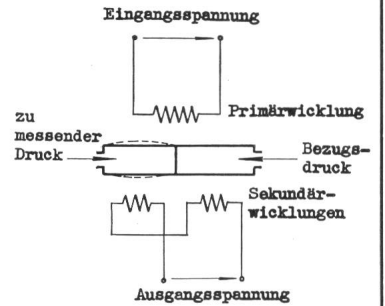 Eingangsspannung
Primärwicklung
zu
messender
Druck
Bezugs-
druck
Sekundär-
wicklungen
Ausgangsspannung